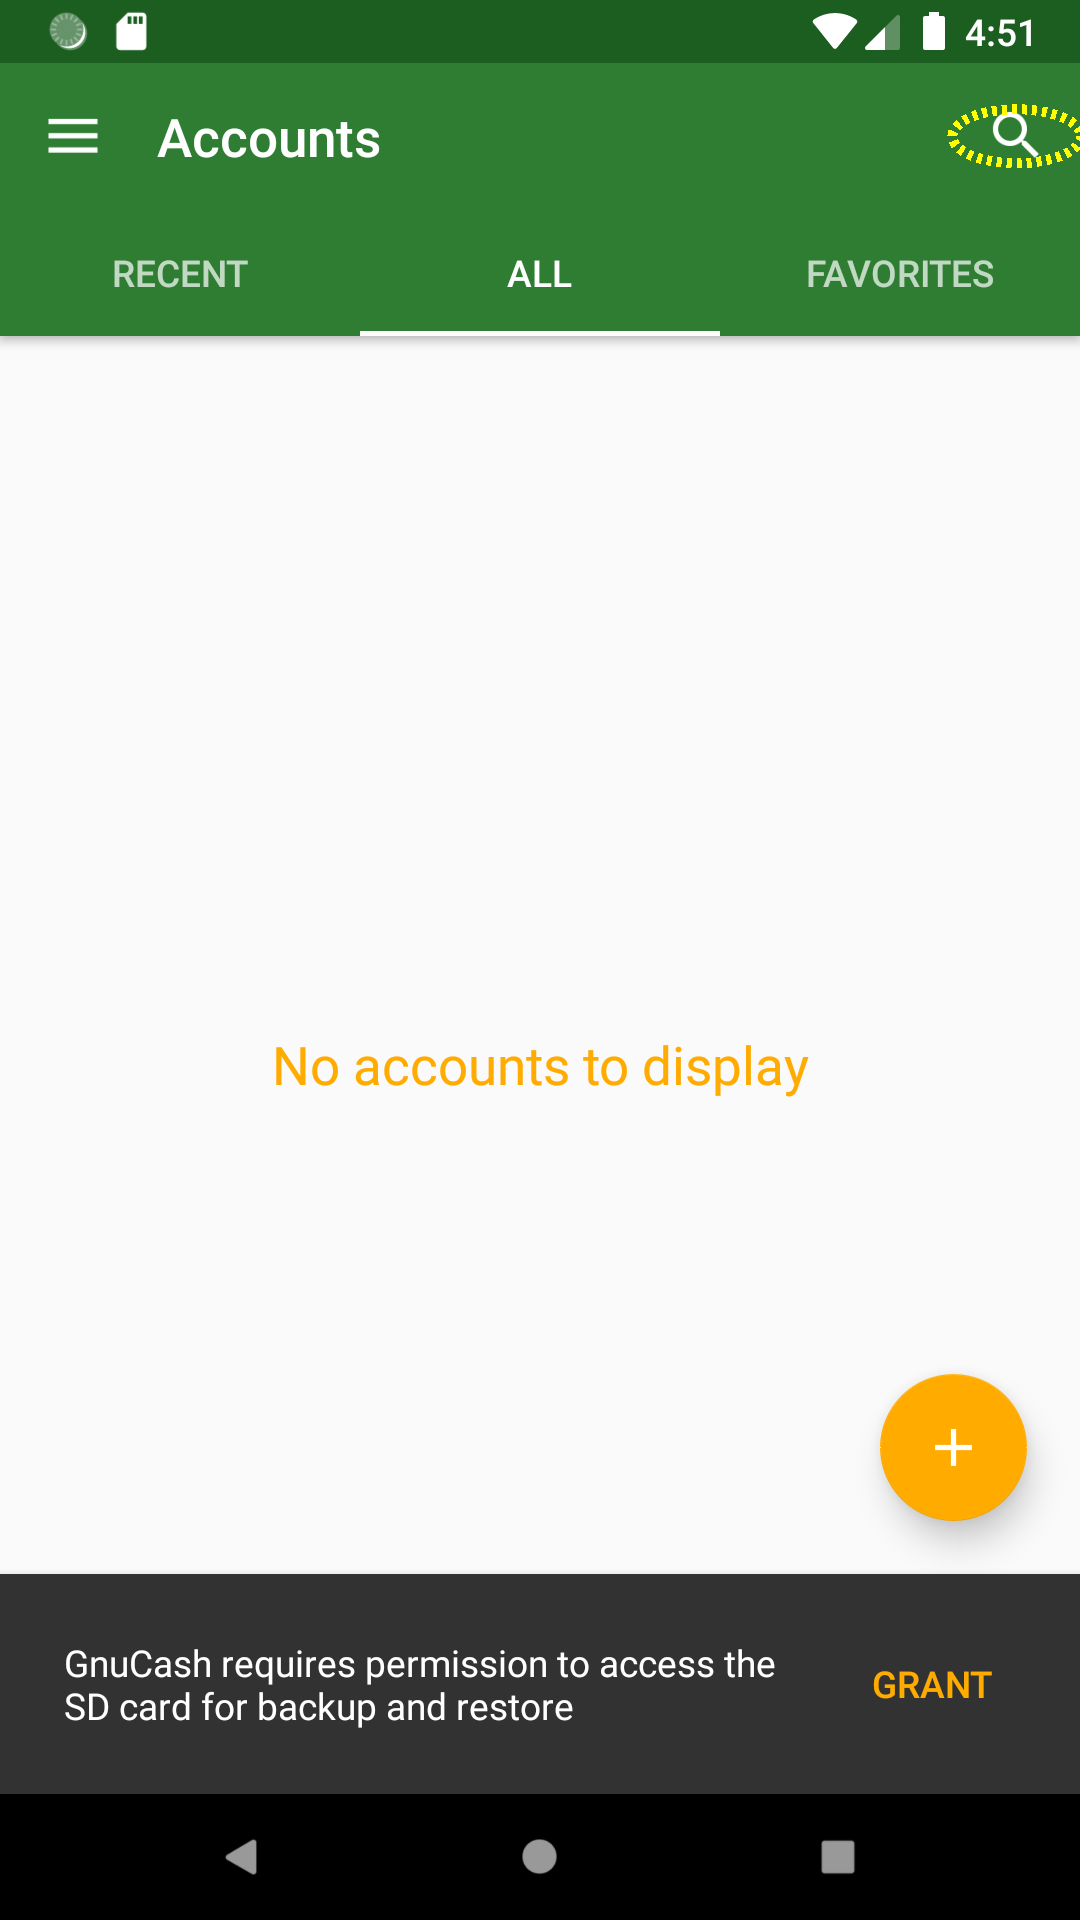 4:51
Accounts
RECENT
ALL
FAVORITES
No accounts to display
GnuCash requires permission to access the
SD card for backup and restore
GRANT